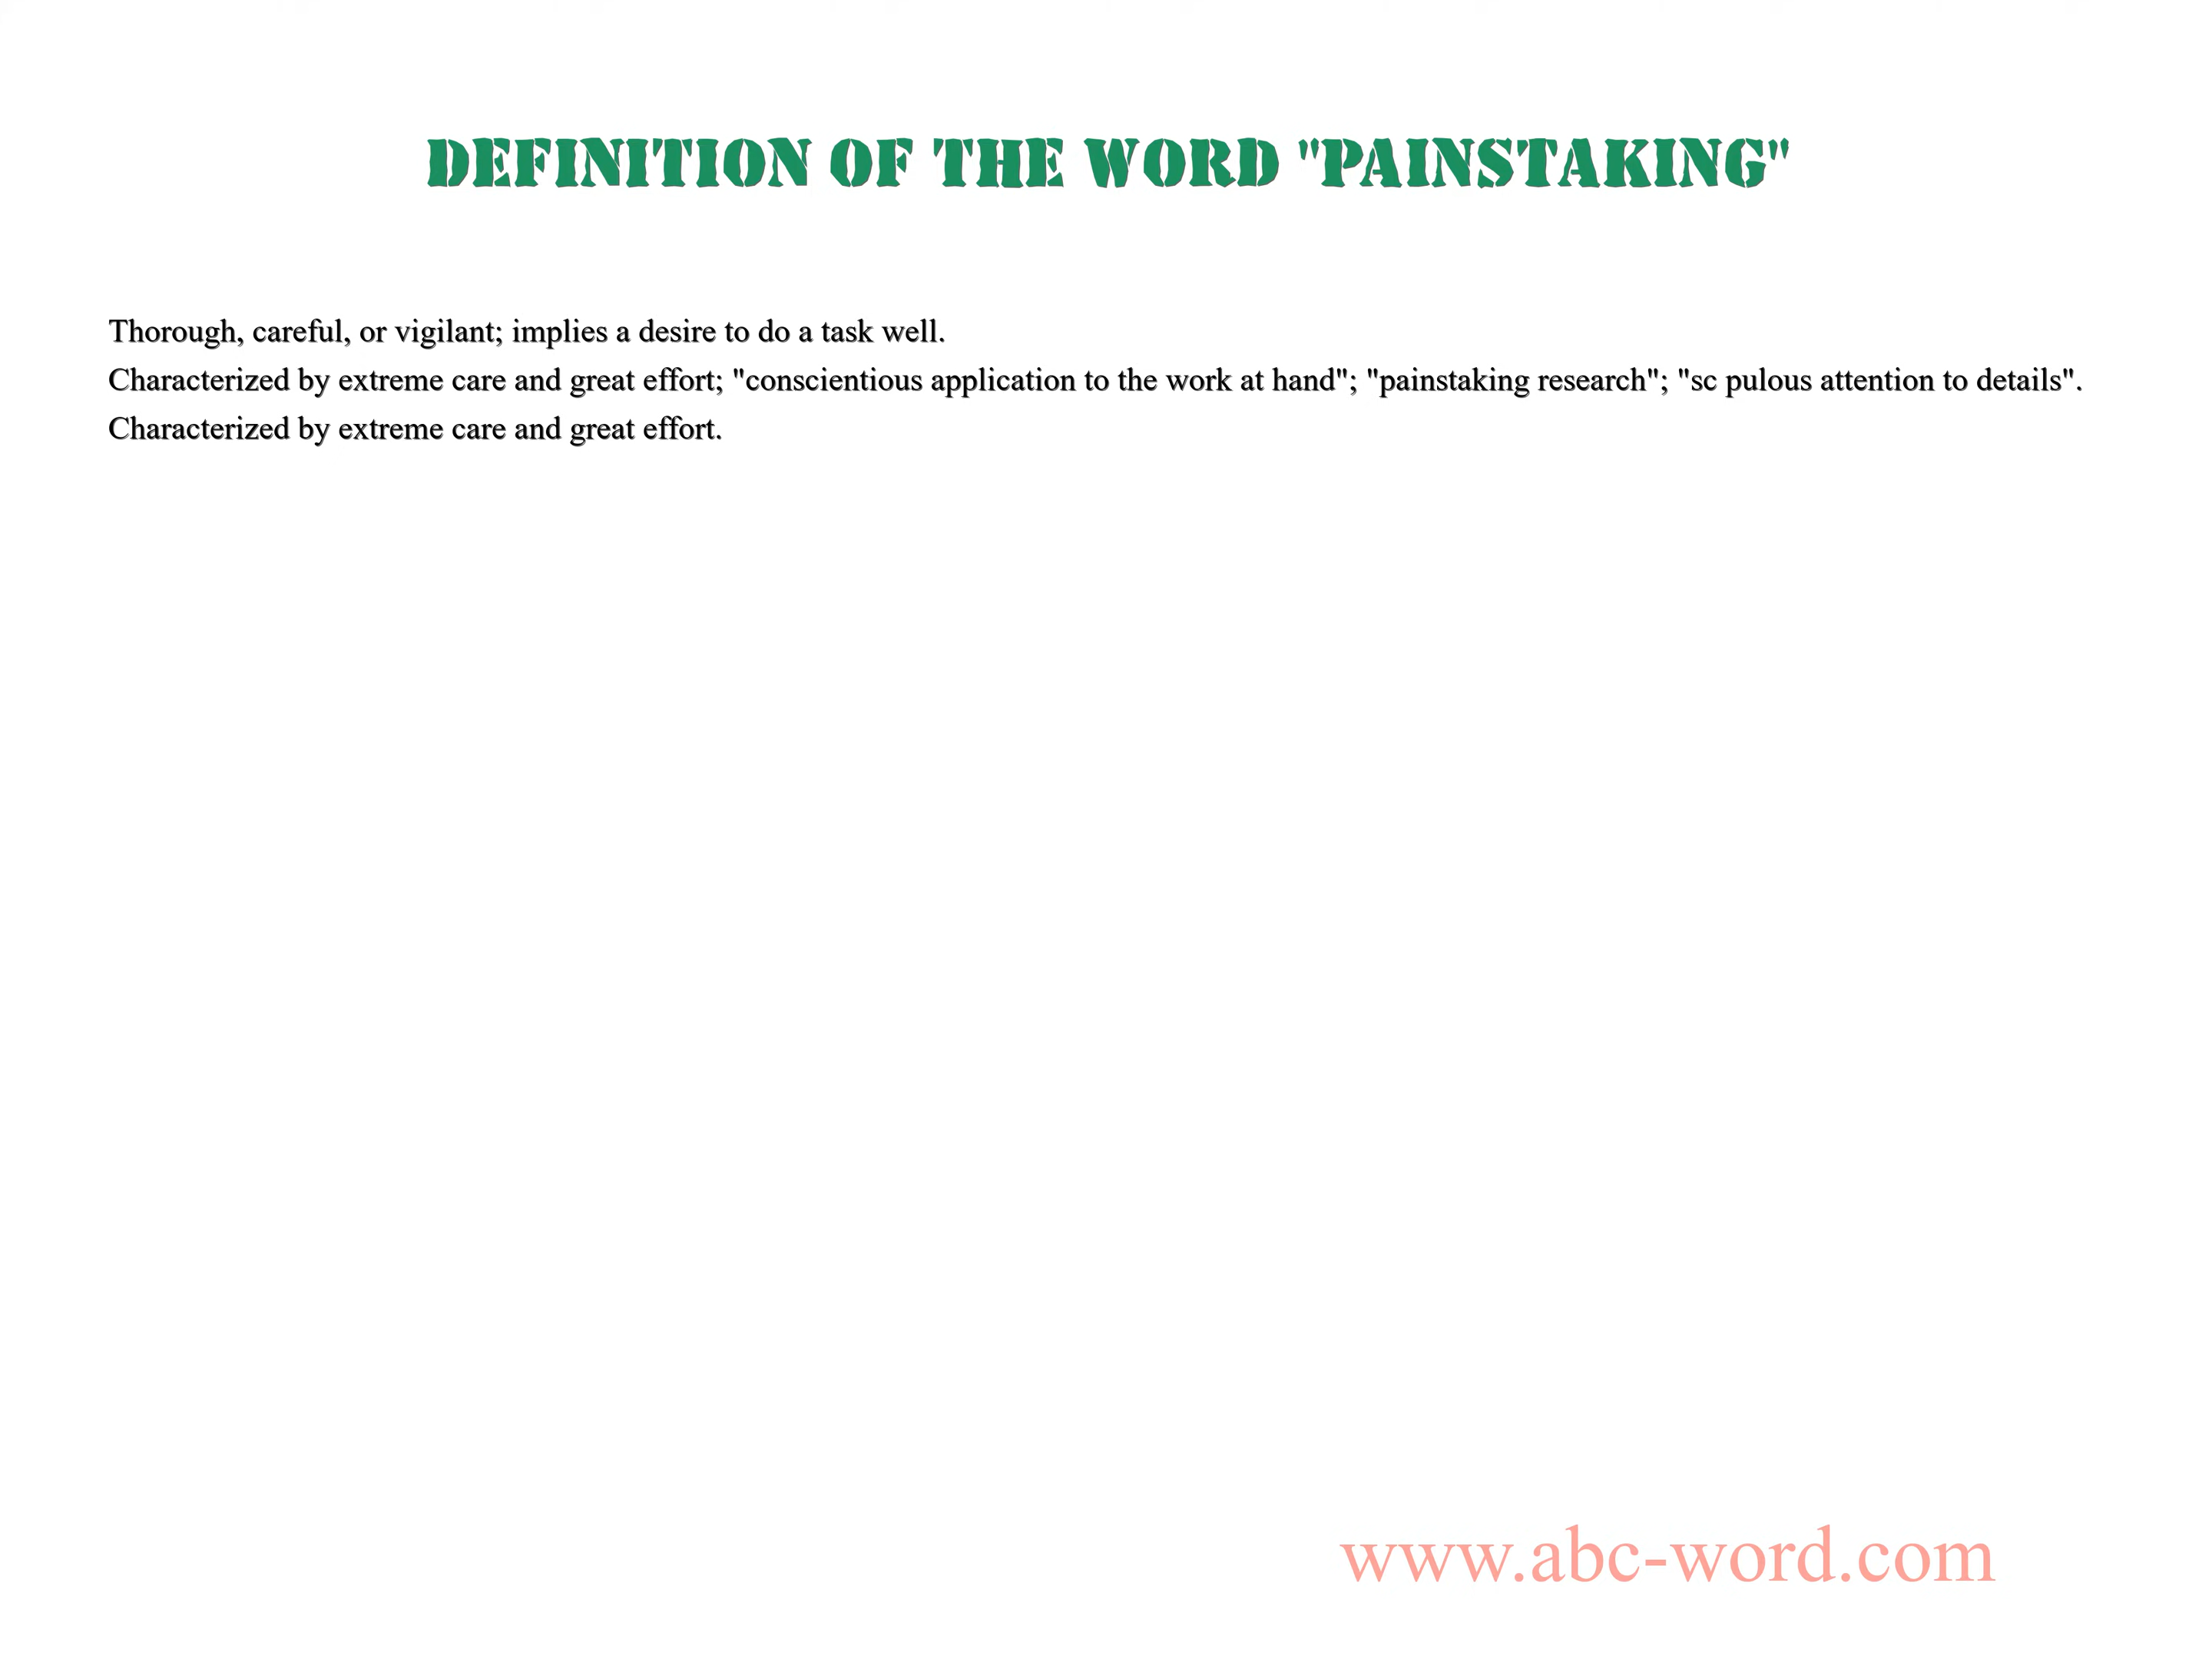 DEFINITION OF THE WORD "PAINSTAKING"
Thorough, careful, or vigilant; implies a desire to do a task well.
Characterized by extreme care and great effort; "conscientious application to the work at hand"; "painstaking research"; "sc pulous attention to details".
Characterized by extreme care and great effort.
www.abc-word.com